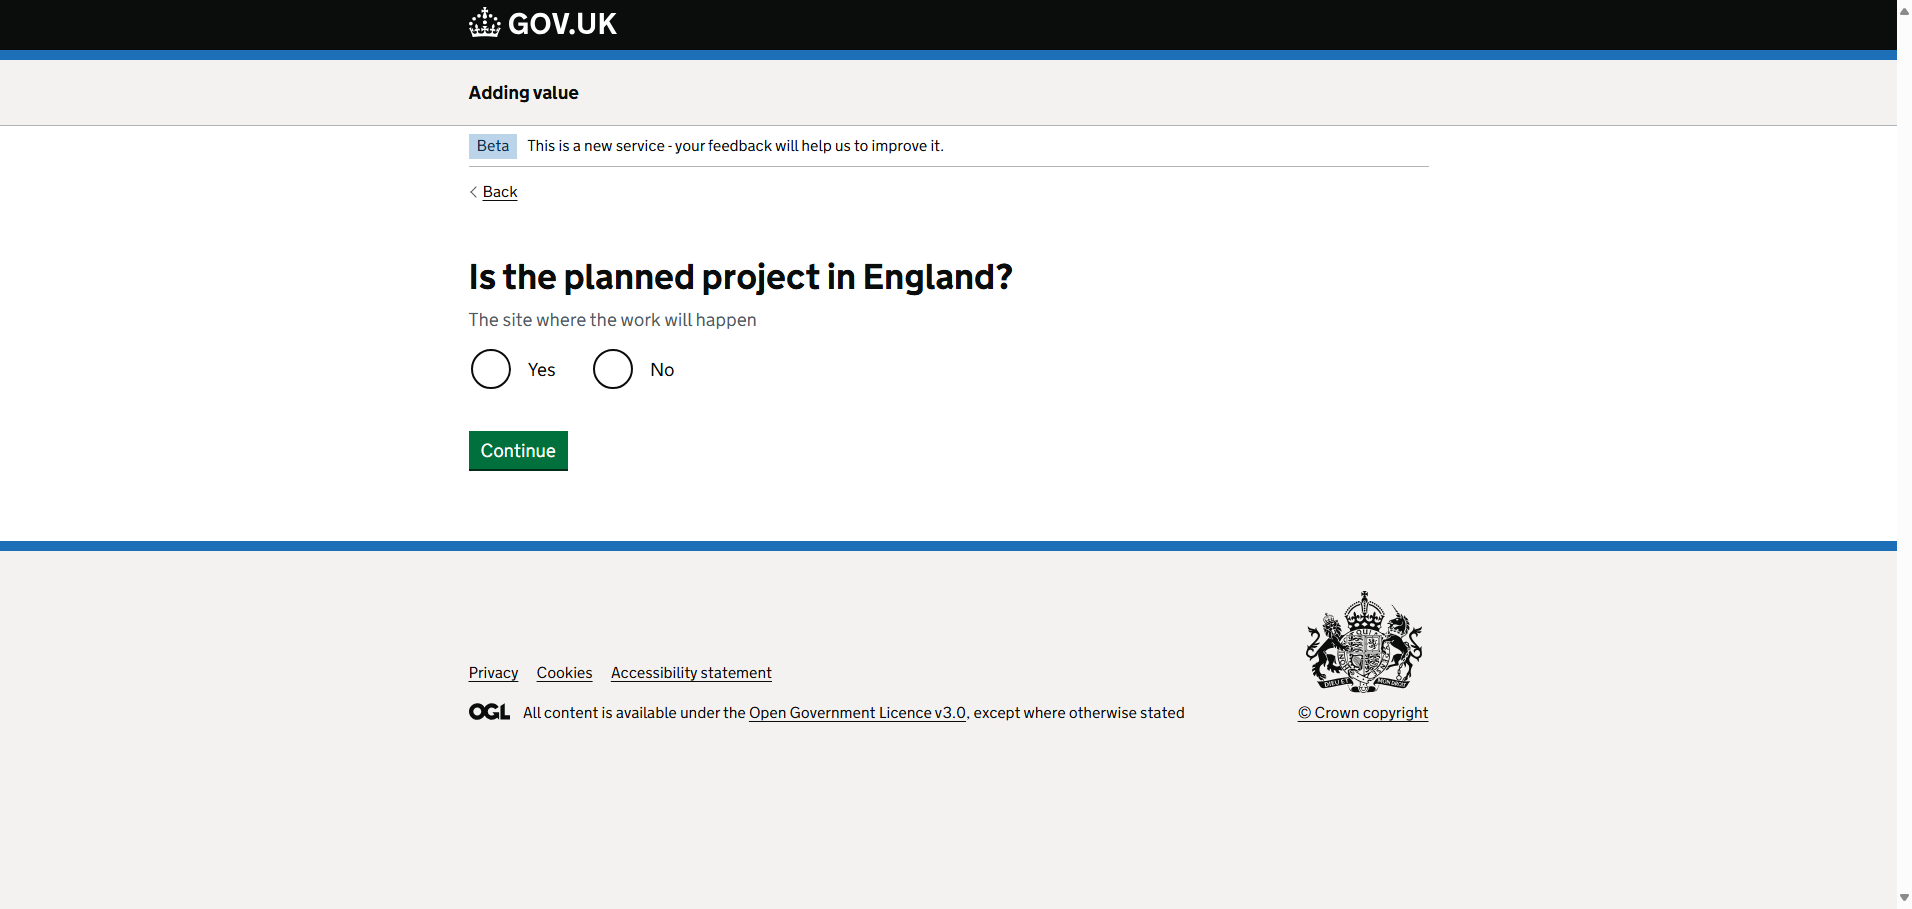 GOV.UK
Adding value
Beta This is a new service - your feedback will help us to improve it.
Back
Is the planned project in England?
The site where the work will happen
Yes No
Continue
Privacy Cookies Accessibility statement
OGL All content is available under the Open Government Licence v3.0, except where otherwise stated
© Crown copyright